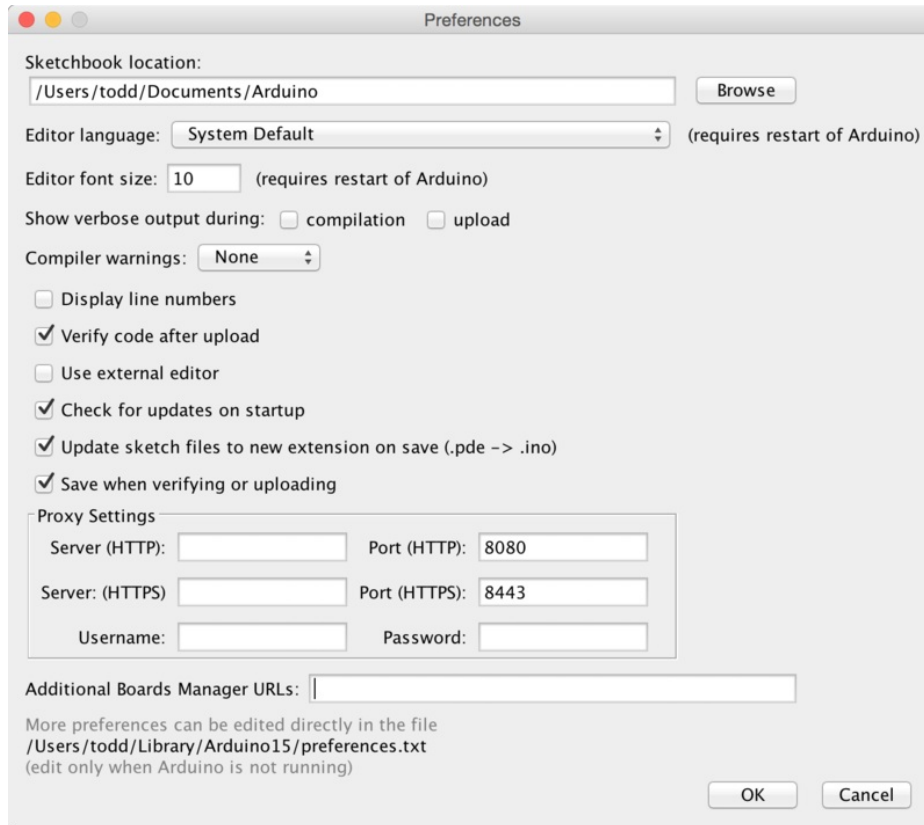 Preferences
Sketchbook location:
/Users/todd/Documents/Arduino
Browse
Editor language: System Default (requires restart of Arduino)
Editor font size: 10 (requires restart of Arduino)
Show verbose output during: compilation upload
Compiler warnings: None
Display line numbers
Verify code after upload
Use external editor
Check for updates on startup
Update sketch files to new extension on save (.pde -> .ino)
Save when verifying or uploading
Proxy Settings
Server (HTTP): Port (HTTP): 8080
Server: (HTTPS) Port (HTTPS): 8443
Username: Password:
Additional Boards Manager URLs:
More preferences can be edited directly in the file
/Users/todd/Library/Arduino15/preferences.txt
(edit only when Arduino is not running)
OK Cancel